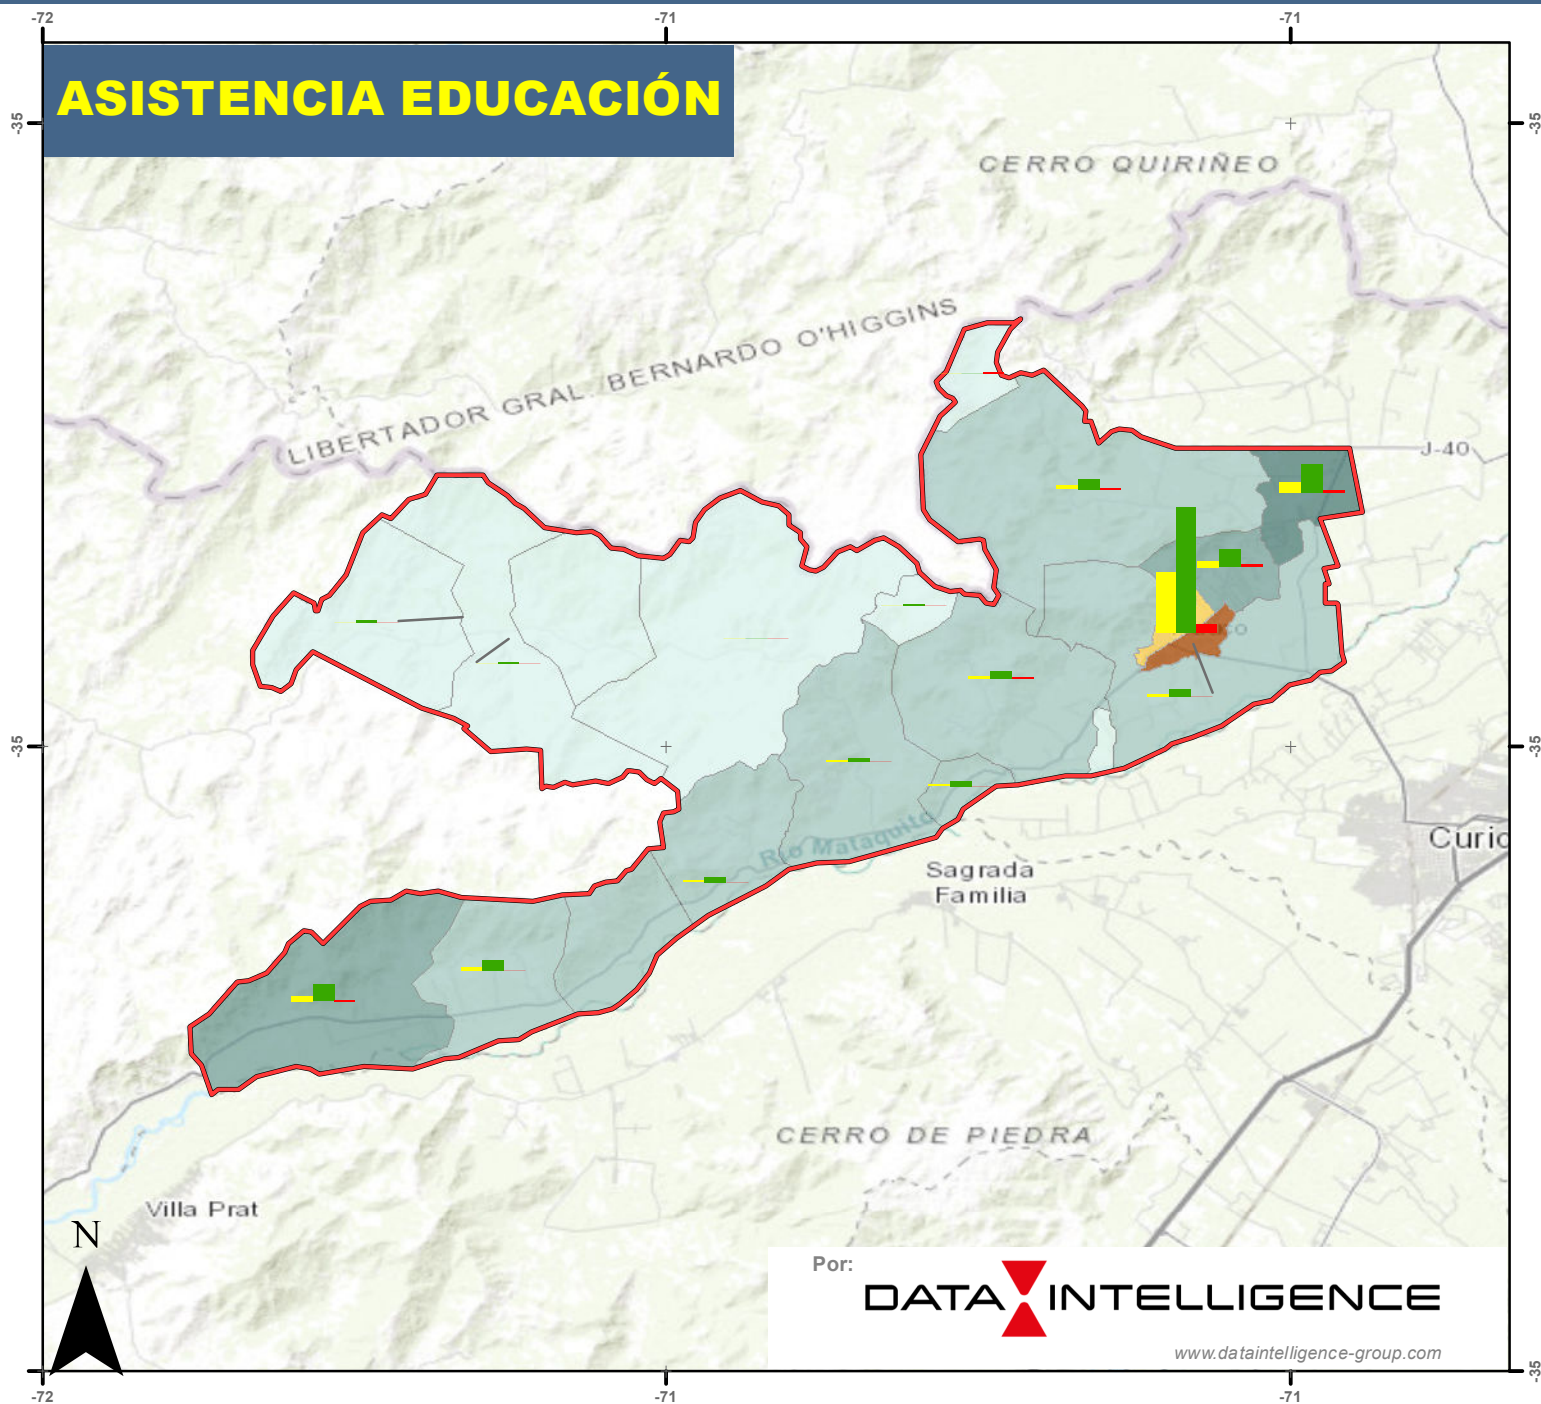 -72
-71
-71
ASISTENCIA EDUCACIÓN
-35
-35
CERRO QUIRIÑEO
LIBERTADOR GRAL. BERNARDO O'HIGGINS
J-40
-35
-35
Río Mataquito
Curic
Sagrada
Familia
CERRO DE PIEDRA
Villa Prat
N
Por:
DATA INTELLIGENCE
www.dataintelligence-group.com
-35
-72
-71
-71